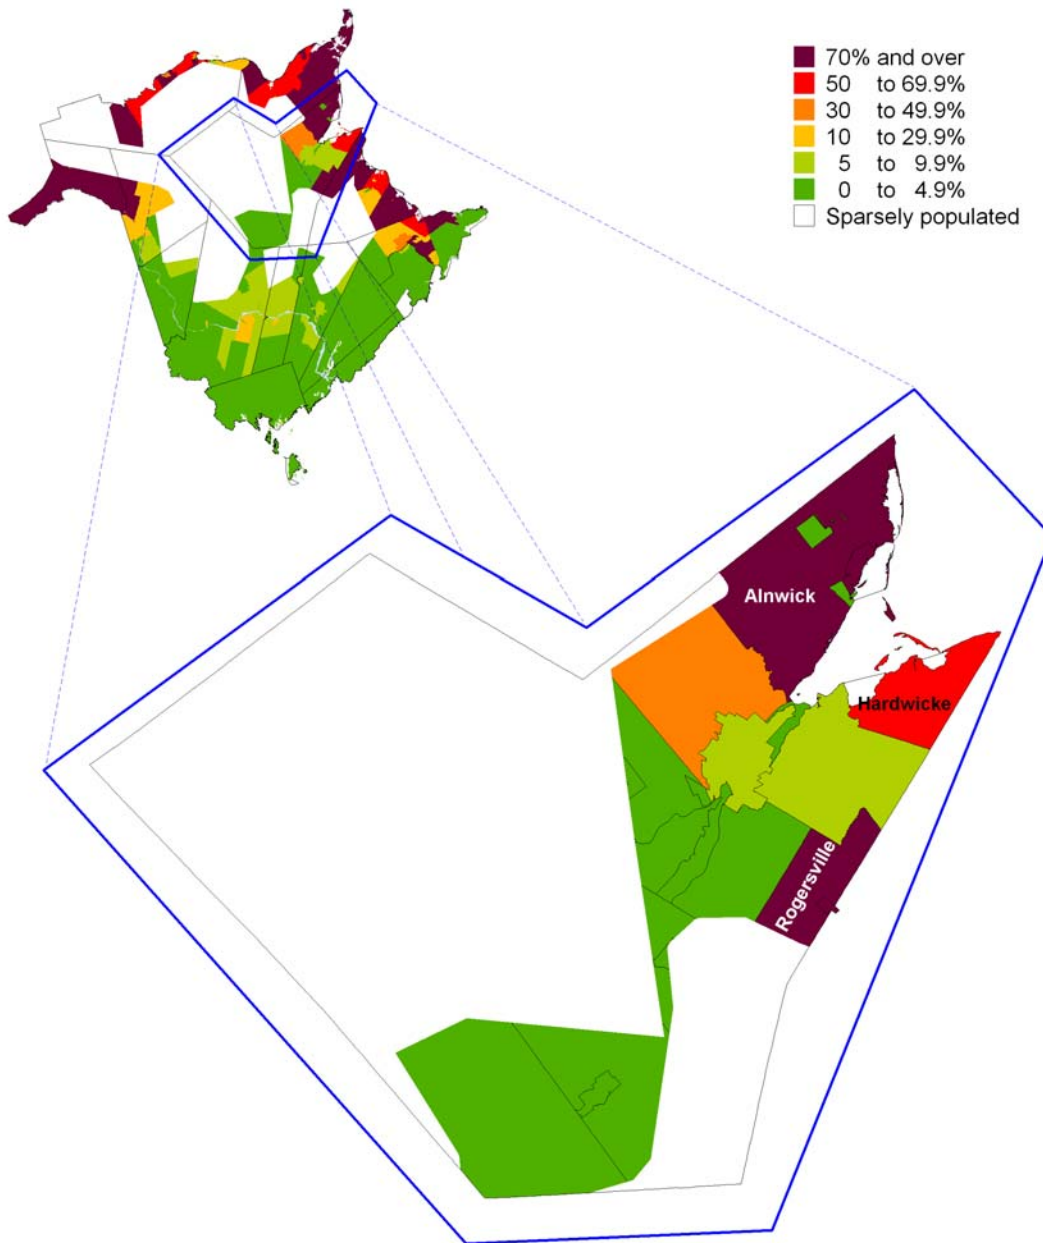 70% and over
50 to 69.9%
30 to 49.9%
10 to 29.9%
5 to 9.9%
0 to 4.9%
Sparsely populated
Alnwick
Hardwicke
Rogersville